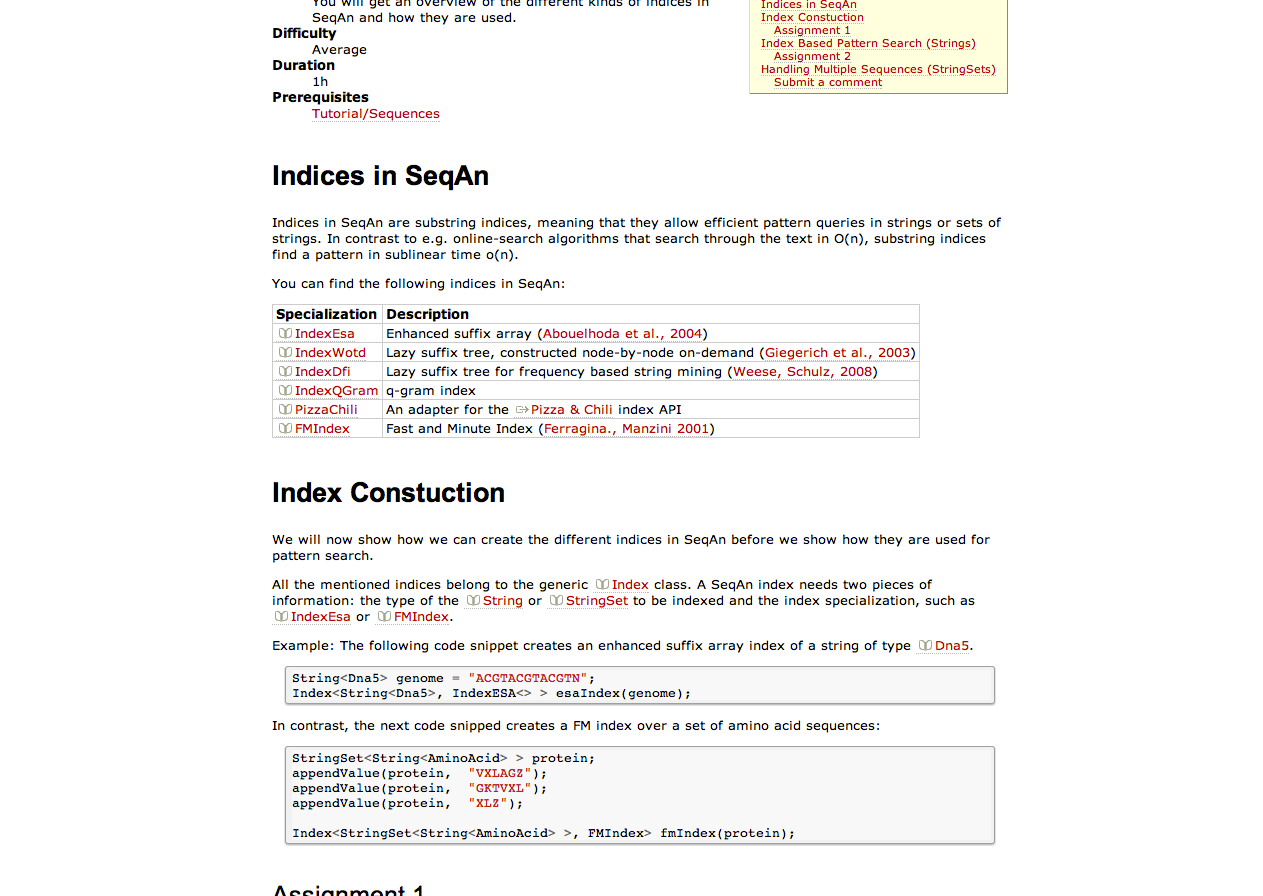 You will get an overview of the different kinds of indices in
SeqAn and how they are used.
Difficulty
Average
Duration
1h
Prerequisites
Tutorial/Sequences
Indices in SeqAn
Index Constuction
Assignment 1
Index Based Pattern Search (Strings)
Assignment 2
Handling Multiple Sequences (StringSets)
Submit a comment
Indices in SeqAn
Indices in SeqAn are substring indices, meaning that they allow efficient pattern queries in strings or sets of
strings. In contrast to e.g. online-search algorithms that search through the text in O(n), substring indices
find a pattern in sublinear time o(n).
You can find the following indices in SeqAn:
Specialization Description
IndexEsa Enhanced suffix array (Abouelhoda et al., 2004)
IndexWotd Lazy suffix tree, constructed node-by-node on-demand (Giegerich et al., 2003)
IndexDfi Lazy suffix tree for frequency based string mining (Weese, Schulz, 2008)
IndexQGram q-gram index
PizzaChili An adapter for the Pizza & Chili index API
FMIndex Fast and Minute Index (Ferragina., Manzini 2001)
Index Constuction
We will now show how we can create the different indices in SeqAn before we show how they are used for
pattern search.
All the mentioned indices belong to the generic Index class. A SeqAn index needs two pieces of
information: the type of the String or StringSet to be indexed and the index specialization, such as
IndexEsa or FMIndex.
Example: The following code snippet creates an enhanced suffix array index of a string of type Dna5.
String<Dna5> genome = "ACGTACGTACGTN";
Index<String<Dna5>, IndexESA<> > esaIndex(genome);
In contrast, the next code snipped creates a FM index over a set of amino acid sequences:
StringSet<String<AminoAcid> > protein;
appendValue(protein, "VXLAGZ");
appendValue(protein, "GKTVXL");
appendValue(protein, "XLZ");
Index<StringSet<String<AminoAcid> >, FMIndex> fmIndex(protein);
Assignment 1